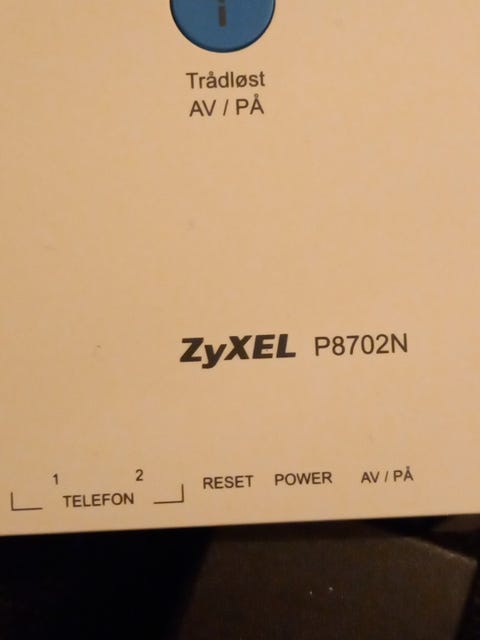 Trådløst
AV / PÅ
ZyXEL P8702N
1 2
TELEFON RESET POWER AV / PÅ